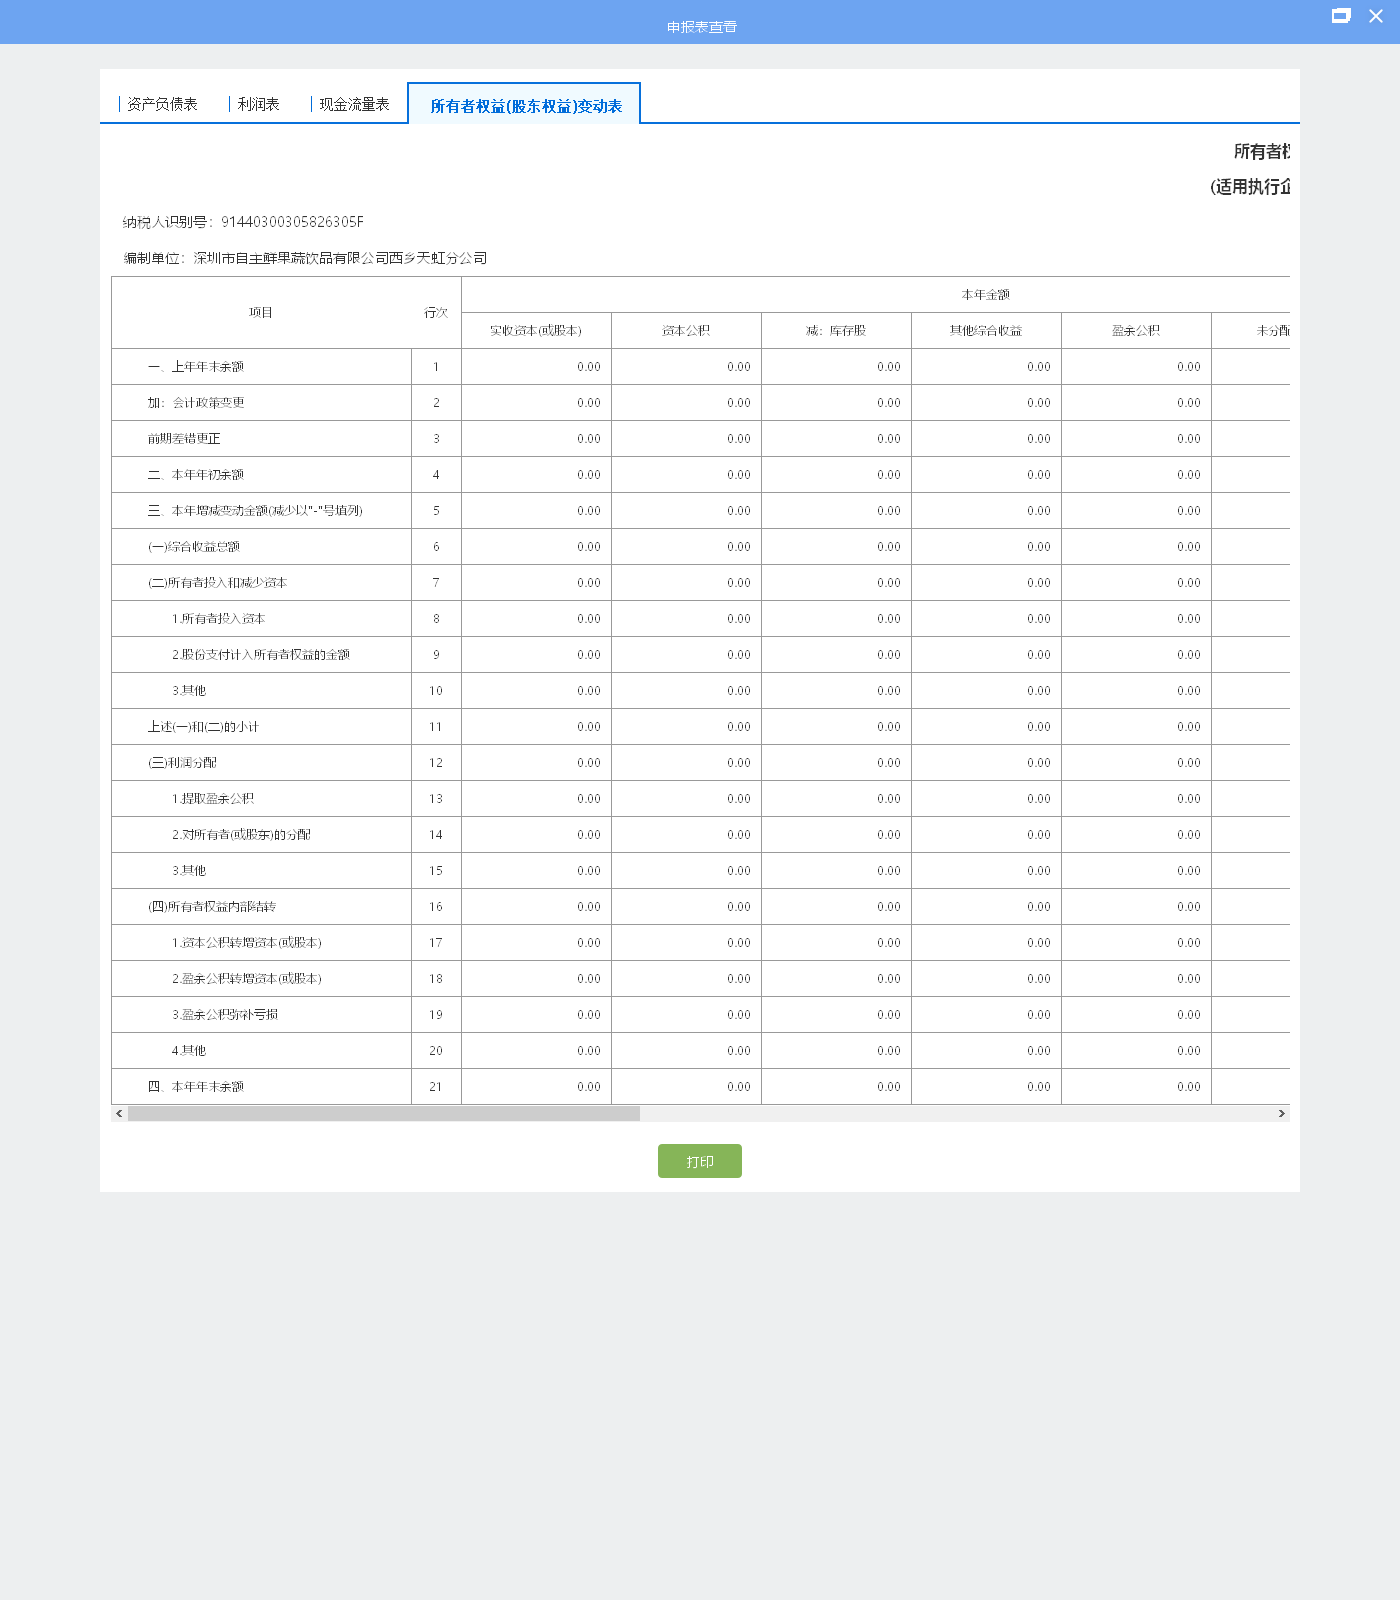 申报表查看
资产负债表 利润表 现金流量表 所有者权益(股东权益)变动表
所有者权
(适用执行企
纳税人识别号：91440300305826305F
编制单位：深圳市自主鲜果蔬饮品有限公司西乡天虹分公司
项目 行次 本年金额
实收资本(或股本) 资本公积 减：库存股 其他综合收益 盈余公积 未分配
一、上年年末余额 1 0.00 0.00 0.00 0.00 0.00
加：会计政策变更 2 0.00 0.00 0.00 0.00 0.00
前期差错更正 3 0.00 0.00 0.00 0.00 0.00
二、本年年初余额 4 0.00 0.00 0.00 0.00 0.00
三、本年增减变动金额(减少以"-"号填列) 5 0.00 0.00 0.00 0.00 0.00
(一)综合收益总额 6 0.00 0.00 0.00 0.00 0.00
(二)所有者投入和减少资本 7 0.00 0.00 0.00 0.00 0.00
1.所有者投入资本 8 0.00 0.00 0.00 0.00 0.00
2.股份支付计入所有者权益的金额 9 0.00 0.00 0.00 0.00 0.00
3.其他 10 0.00 0.00 0.00 0.00 0.00
上述(一)和(二)的小计 11 0.00 0.00 0.00 0.00 0.00
(三)利润分配 12 0.00 0.00 0.00 0.00 0.00
1.提取盈余公积 13 0.00 0.00 0.00 0.00 0.00
2.对所有者(或股东)的分配 14 0.00 0.00 0.00 0.00 0.00
3.其他 15 0.00 0.00 0.00 0.00 0.00
(四)所有者权益内部结转 16 0.00 0.00 0.00 0.00 0.00
1.资本公积转增资本(或股本) 17 0.00 0.00 0.00 0.00 0.00
2.盈余公积转增资本(或股本) 18 0.00 0.00 0.00 0.00 0.00
3.盈余公积弥补亏损 19 0.00 0.00 0.00 0.00 0.00
4.其他 20 0.00 0.00 0.00 0.00 0.00
四、本年年末余额 21 0.00 0.00 0.00 0.00 0.00
打印